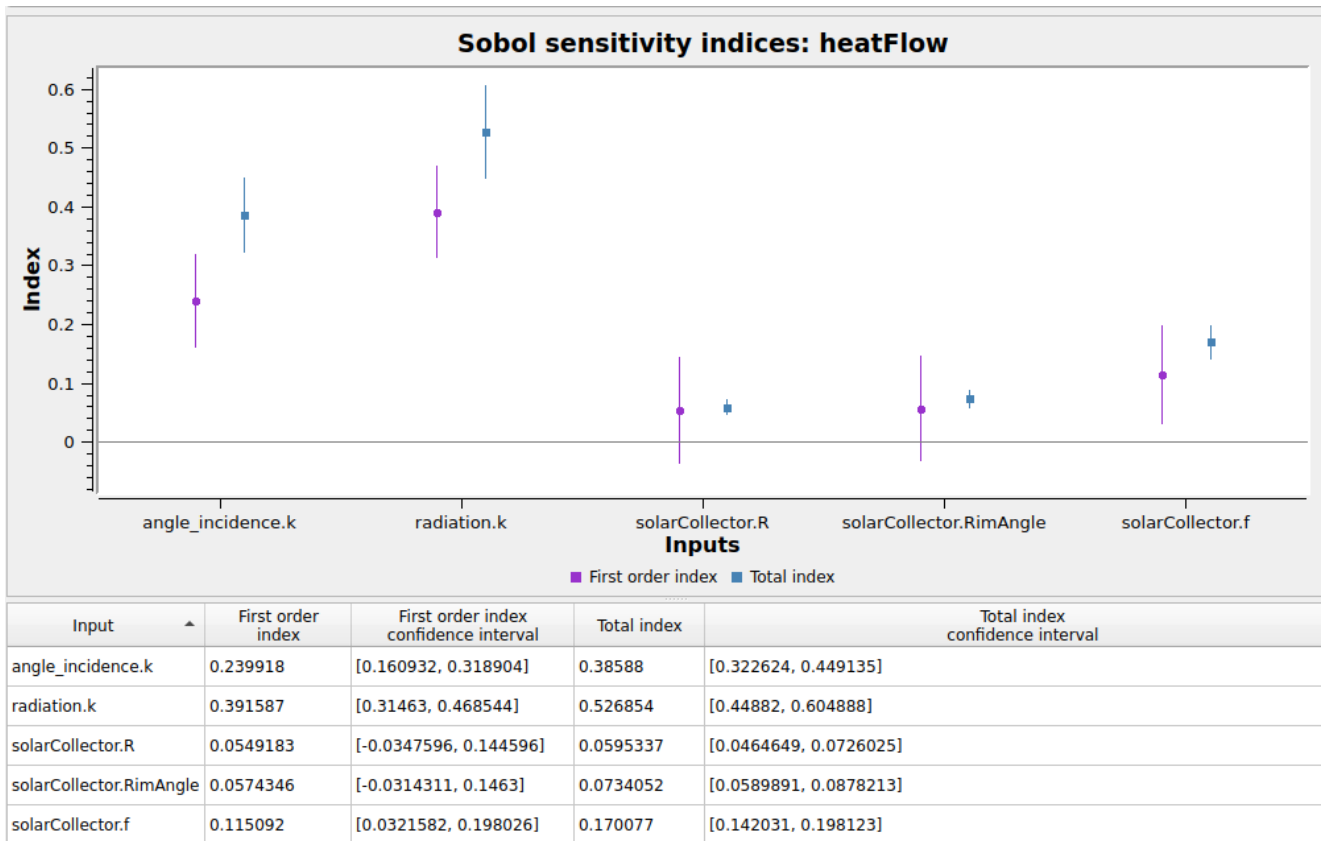 Sobol sensitivity indices: heatFlow
0.6
0.5
0.4
0.3
0.2
0.1
0
Index
angle_incidence.k radiation.k solarCollector.R solarCollector.RimAngle solarCollector.f
Inputs
First order index Total index
Input First order index First order index confidence interval Total index Total index confidence interval
angle_incidence.k 0.239918 [0.160932, 0.318904] 0.38588 [0.322624, 0.449135]
radiation.k 0.391587 [0.31463, 0.468544] 0.526854 [0.44882, 0.604888]
solarCollector.R 0.0549183 [-0.0347596, 0.144596] 0.0595337 [0.0464649, 0.0726025]
solarCollector.RimAngle 0.0574346 [-0.0314311, 0.1463] 0.0734052 [0.0589891, 0.0878213]
solarCollector.f 0.115092 [0.0321582, 0.198026] 0.170077 [0.142031, 0.198123]